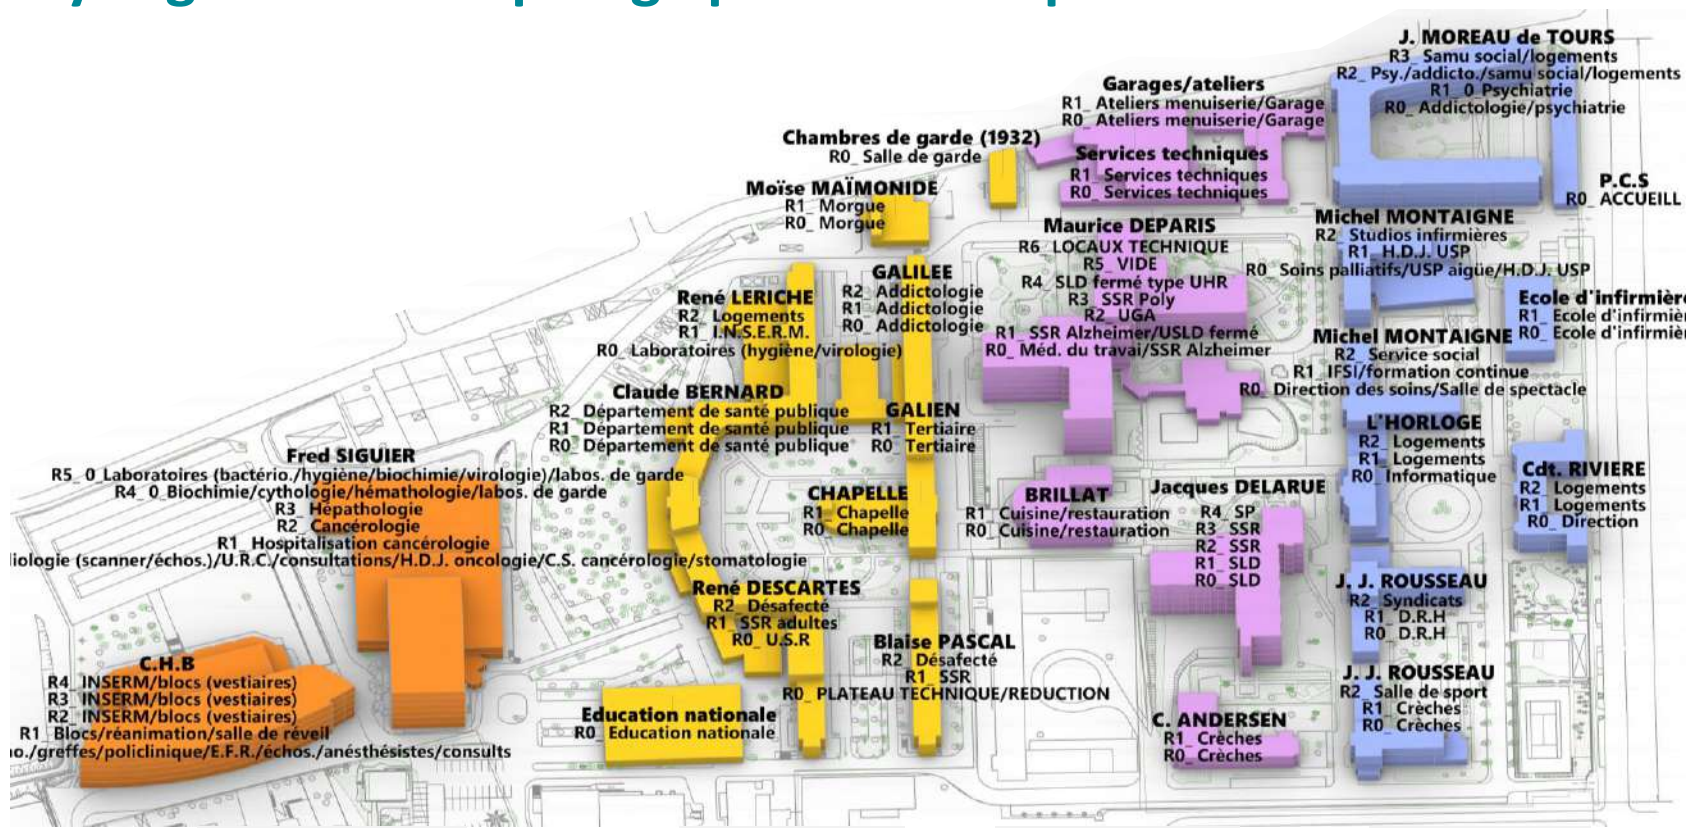 J. MOREAU de TOURS
R3_ Samu social/logements
R2_ Psy./addicto./samu social/logements
R1_0_Psychiatrie
R0_ Addictologie/psychiatrie
Garages/ateliers
R1_ Ateliers menuiserie/Garage
R0_ Ateliers menuiserie/Garage
Chambres de garde (1932)
R0_ Salle de garde
Services techniques
R1_ Services techniques
R0_ Services techniques
P.C.S
R0_ ACCUEILL
Moïse MAÏMONIDE
R1_ Morgue
R0_ Morgue
Michel MONTAIGNE
R2_ Studios infirmières
R1_ H.D.J. USP
R0_ Soins palliatifs/USP aigüe/H.D.J. USP
Maurice DEPARIS
R6_ LOCAUX TECHNIQUE
R5_ VIDE
R4_ SLD fermé type UHR
R3_ SSR Poly
R2_ UGA
R1_ SSR Alzheimer/USLD fermé
R0_ Méd. du travai/SSR Alzheimer
GALILEE
R2_ Addictologie
R1_ Addictologie
R0_ Addictologie
René LERICHE
R2_ Logements
R1_ I.N.S.E.R.M.
R0_ Laboratoires (hygiène/virologie)
Ecole d'infirmière
R1_ Ecole d'infirmiè
R0_ Ecole d'infirmiè
Michel MONTAIGNE
R2_ Service social
R1_ IFSI/formation continue
R0_ Direction des soins/Salle de spectacle
Claude BERNARD
R2_ Département de santé publique
R1_ Département de santé publique
R0_ Département de santé publique
GALIEN
R1_ Tertiaire
R0_ Tertiaire
L'HORLOGE
R2_ Logements
R1_ Logements
R0_ Informatique
Fred SIGUIER
R5_ 0_Laboratoires (bactério./hygiène/biochimie/virologie)/labos. de garde
R4_ 0_Biochimie/cythologie/hémathologie/labos. de garde
R3_ Hépathologie
R2_ Cancérologie
R1_ Hospitalisation cancérologie
iologie (scanner/échos.)/U.R.C./consultations/H.D.J. oncologie/C.S. cancérologie/stomatologie
Cdt. RIVIERE
R2_ Logements
R1_ Logements
R0_ Direction
CHAPELLE
R1_ Chapelle
R0_ Chapelle
BRILLAT
R1_ Cuisine/restauration
R0_ Cuisine/restauration
Jacques DELARUE
R4_ SP
R3_ SSR
R2_ SSR
R1_ SLD
R0_ SLD
René DESCARTES
R2_ Désafecté
R1_ SSR adultes
R0_ U.S.R
J. J. ROUSSEAU
R2_ Syndicats
R1_ D.R.H
R0_ D.R.H
Blaise PASCAL
R2_ Désafecté
R1_ SSR
R0_ PLATEAU TECHNIQUE/REDUCTION
C.H.B
R4_ INSERM/blocs (vestiaires)
R3_ INSERM/blocs (vestiaires)
R2_ INSERM/blocs (vestiaires)
R1_ Blocs/réanimation/salle de réveil
no./greffes/policlinique/E.F.R./échos./anésthésistes/consults
J. J. ROUSSEAU
R2_ Salle de sport
R1_ Crèches
R0_ Crèches
Education nationale
R0_ Education nationale
C. ANDERSEN
R1_ Crèches
R0_ Crèches